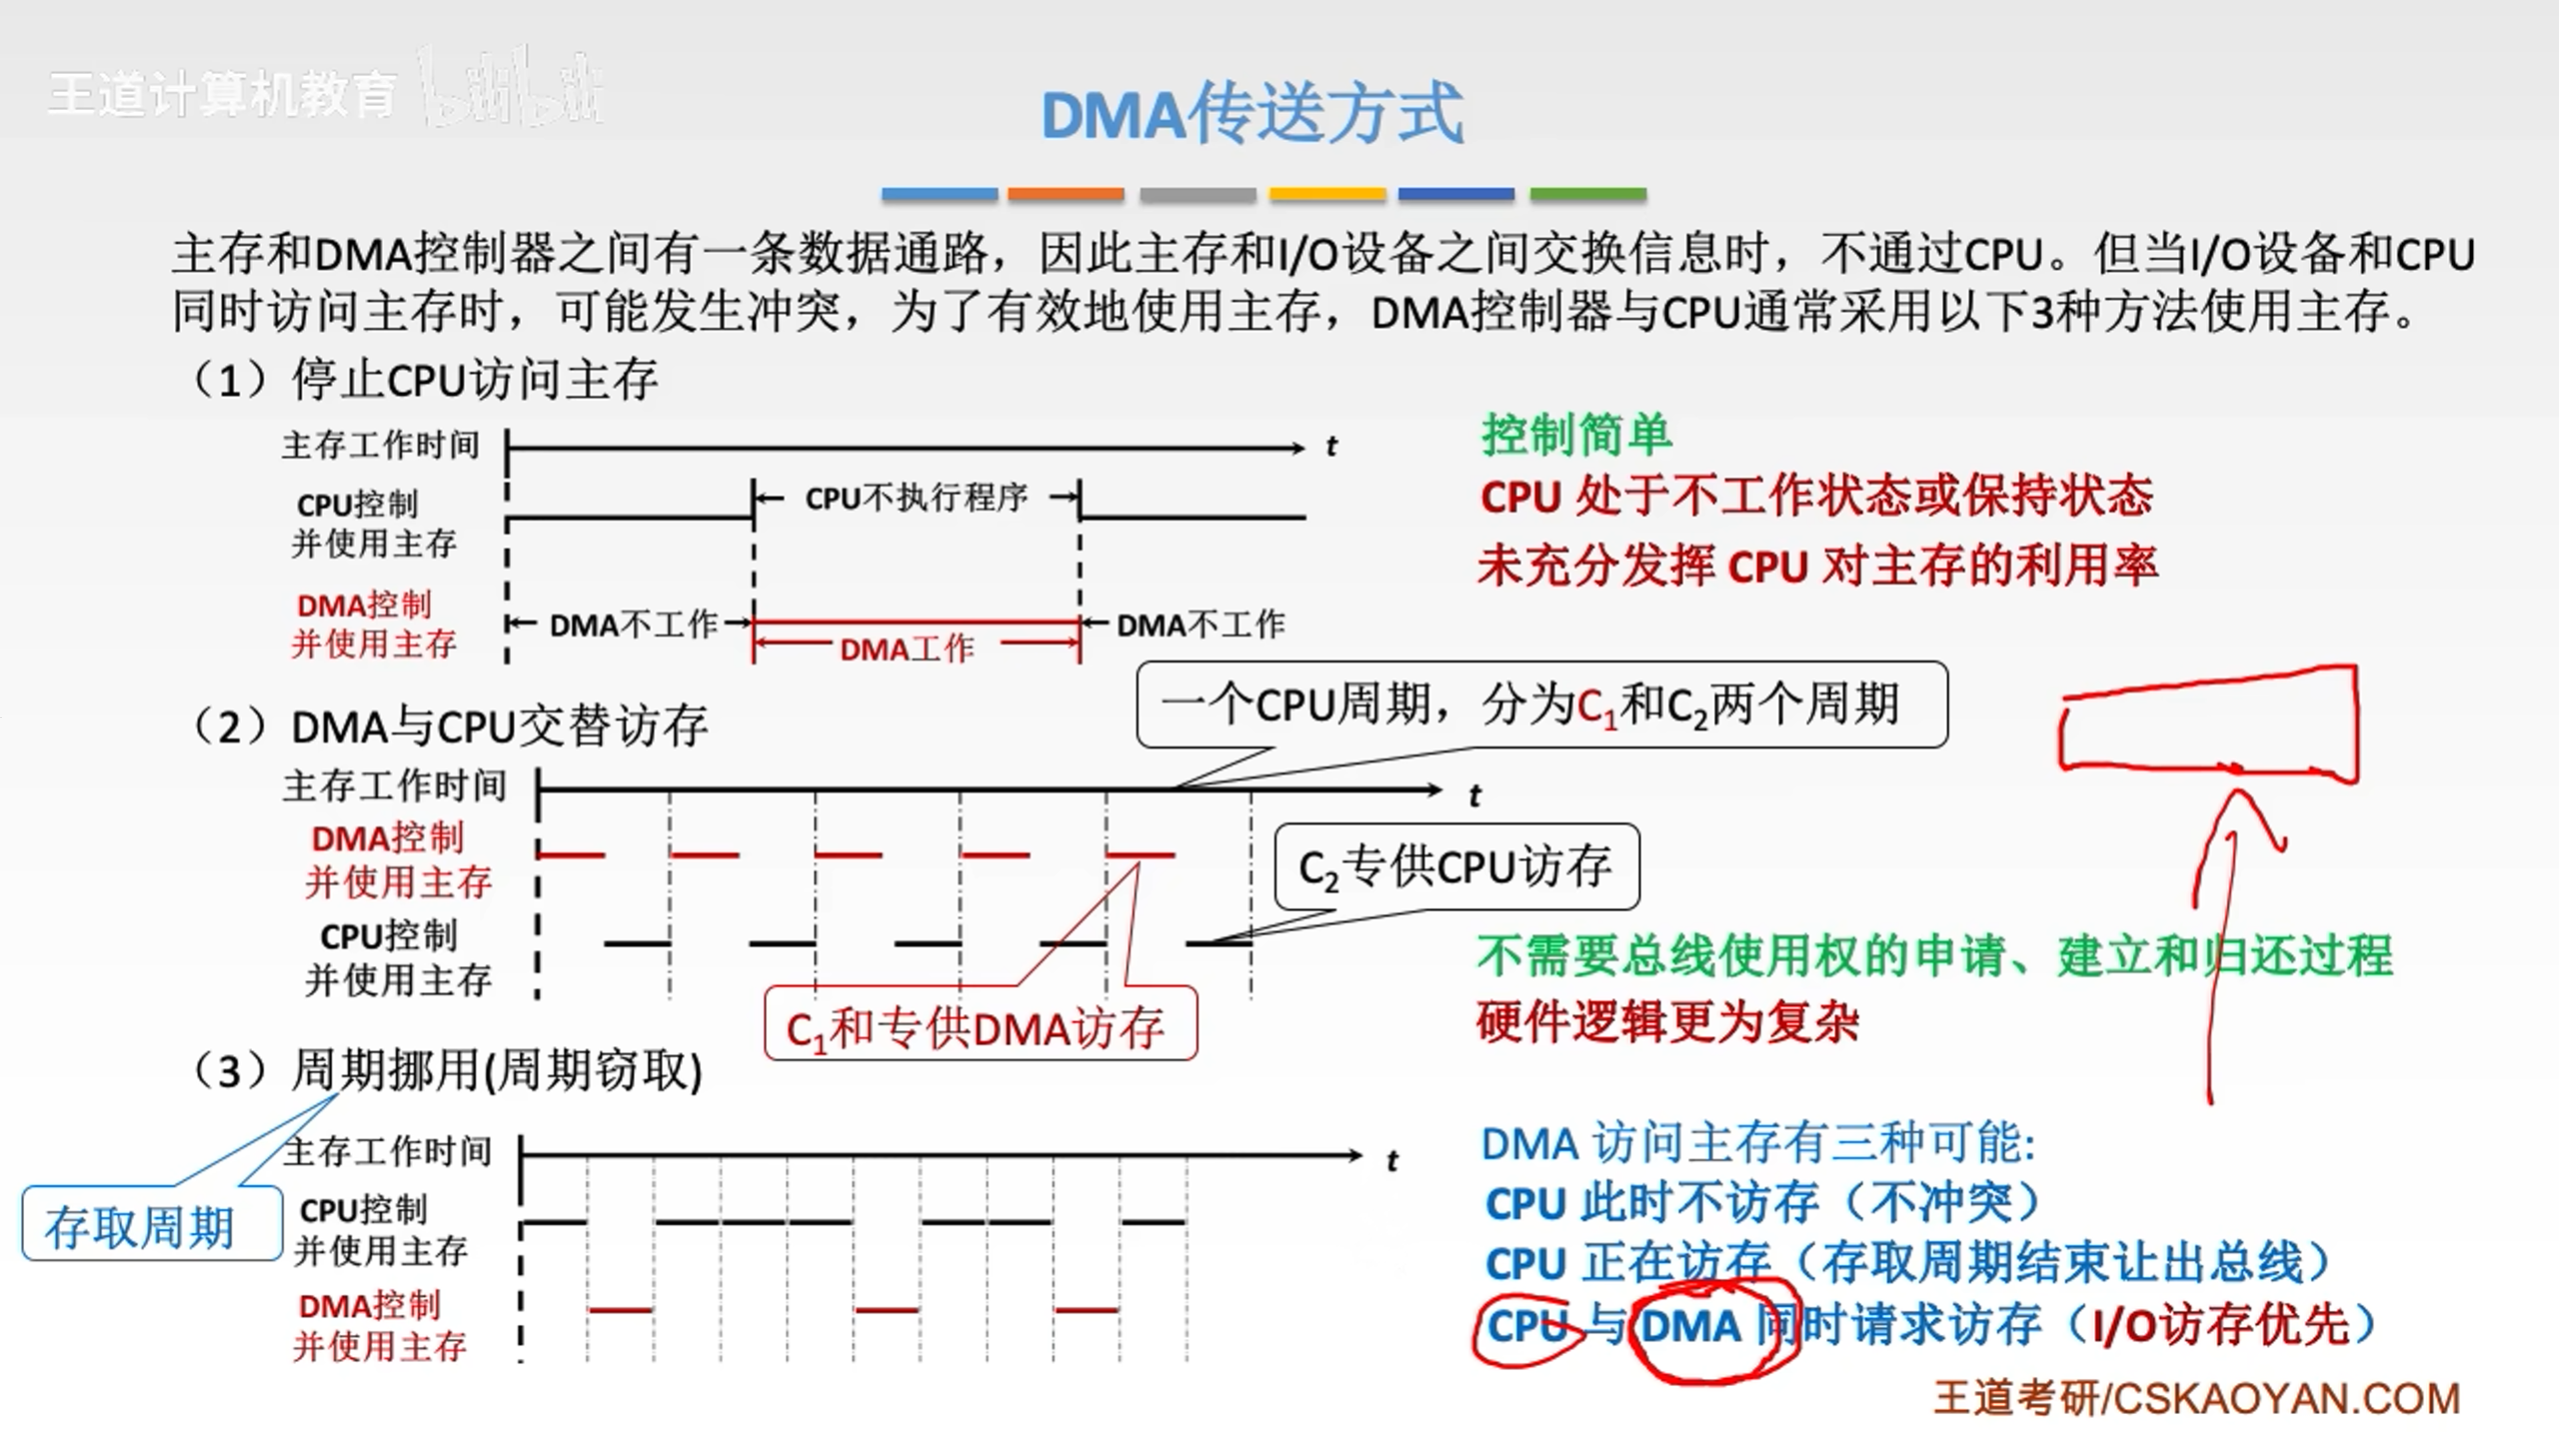 王道计算机教育 bilibili
DMA传送方式
主存和DMA控制器之间有一条数据通路，因此主存和I/O设备之间交换信息时，不通过CPU。但当I/O设备和CPU
同时访问主存时，可能发生冲突，为了有效地使用主存，DMA控制器与CPU通常采用以下3种方法使用主存。
（1）停止CPU访问主存
主存工作时间
t
CPU控制
并使用主存
CPU不执行程序
DMA控制
并使用主存
DMA不工作
DMA工作
DMA不工作
控制简单
CPU 处于不工作状态或保持状态
未充分发挥 CPU 对主存的利用率
（2）DMA与CPU交替访存
一个CPU周期，分为C1和C2两个周期
主存工作时间
t
DMA控制
并使用主存
C2专供CPU访存
CPU控制
并使用主存
C1和专供DMA访存
不需要总线使用权的申请、建立和归还过程
硬件逻辑更为复杂
（3）周期挪用(周期窃取)
存取周期
主存工作时间
t
CPU控制
并使用主存
DMA控制
并使用主存
DMA 访问主存有三种可能:
CPU 此时不访存（不冲突）
CPU 正在访存（存取周期结束让出总线）
CPU 与 DMA 同时请求访存（I/O访存优先）
王道考研/CSKAOYAN.COM